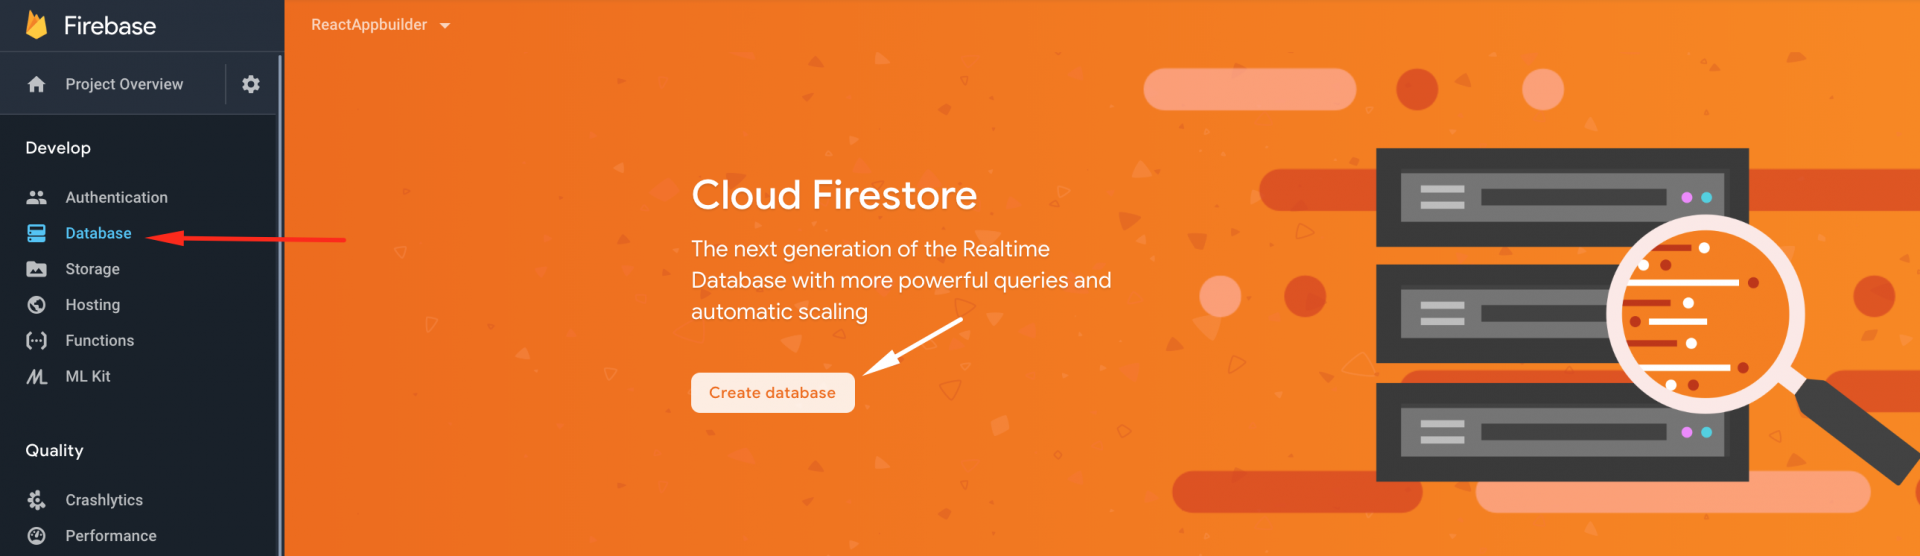 Firebase
ReactAppbuilder
Project Overview
Develop
Authentication
Database
Storage
Hosting
Functions
ML Kit
Quality
Crashlytics
Performance
Cloud Firestore
The next generation of the Realtime
Database with more powerful queries and
automatic scaling
Create database